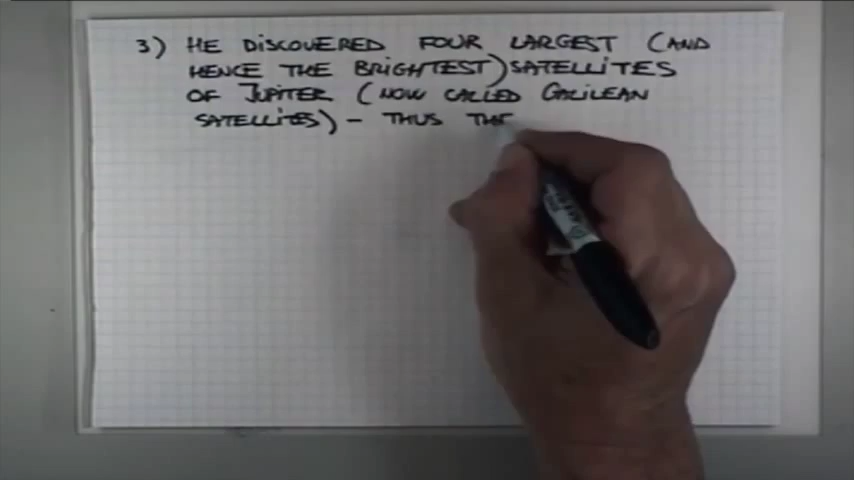 3) HE DISCOVERED FOUR LARGEST (AND
HENCE THE BRIGHTEST) SATELLITES
OF JUPITER (NOW CALLED GALILEAN
SATELLITES) - THUS THE